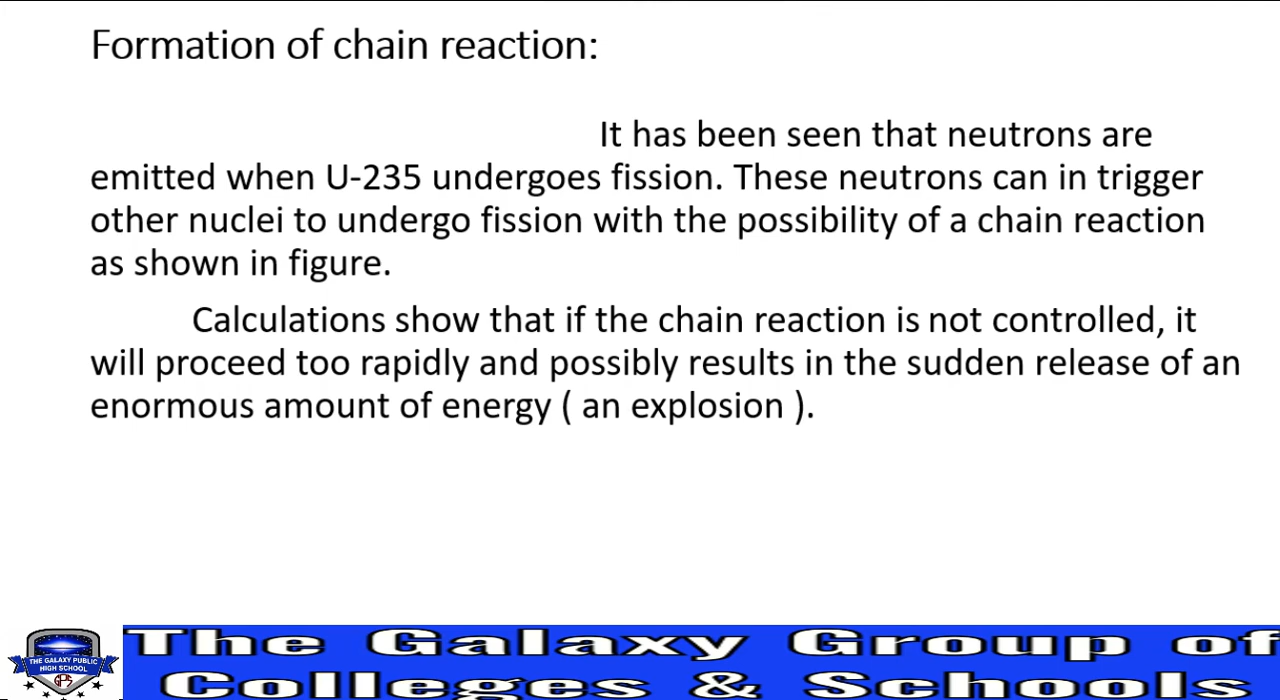 Formation of chain reaction:
It has been seen that neutrons are
emitted when U-235 undergoes fission. These neutrons can in trigger
other nuclei to undergo fission with the possibility of a chain reaction
as shown in figure.
Calculations show that if the chain reaction is not controlled, it
will proceed too rapidly and possibly results in the sudden release of an
enormous amount of energy ( an explosion ).
THE GALAXY PUBLIC
HIGH SCHOOL
GPS
The Galaxy Group of
Colleges & Schools